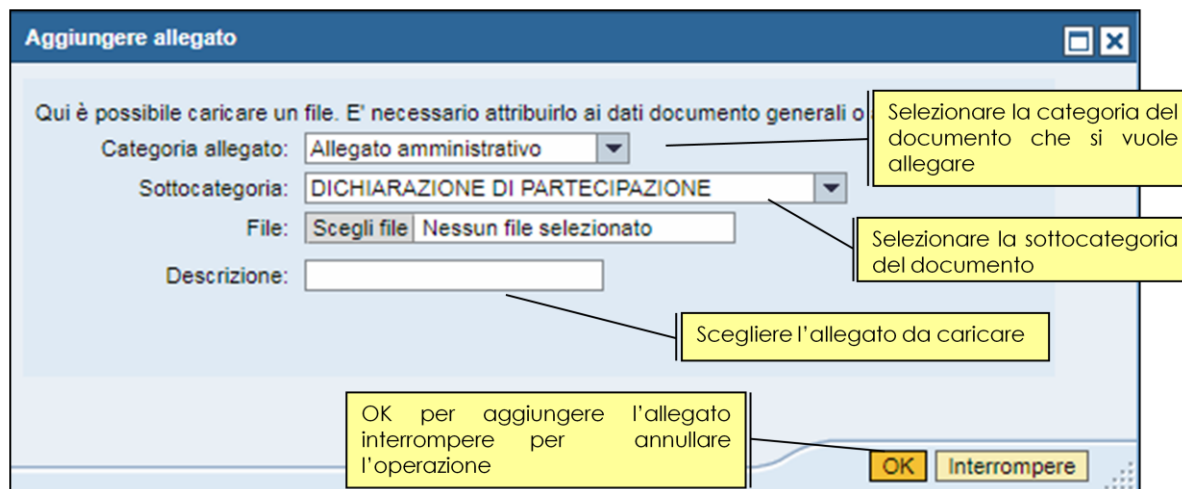 Aggiungere allegato
Qui è possibile caricare un file. E' necessario attribuirlo ai dati documento generali o
Selezionare la categoria del
documento che si vuole
allegare
Categoria allegato: Allegato amministrativo
Sottocategoria: DICHIARAZIONE DI PARTECIPAZIONE
File: Scegli file Nessun file selezionato
Selezionare la sottocategoria
del documento
Descrizione:
Scegliere l'allegato da caricare
OK per aggiungere l'allegato
interrompere per annullare
l'operazione
OK Interrompere